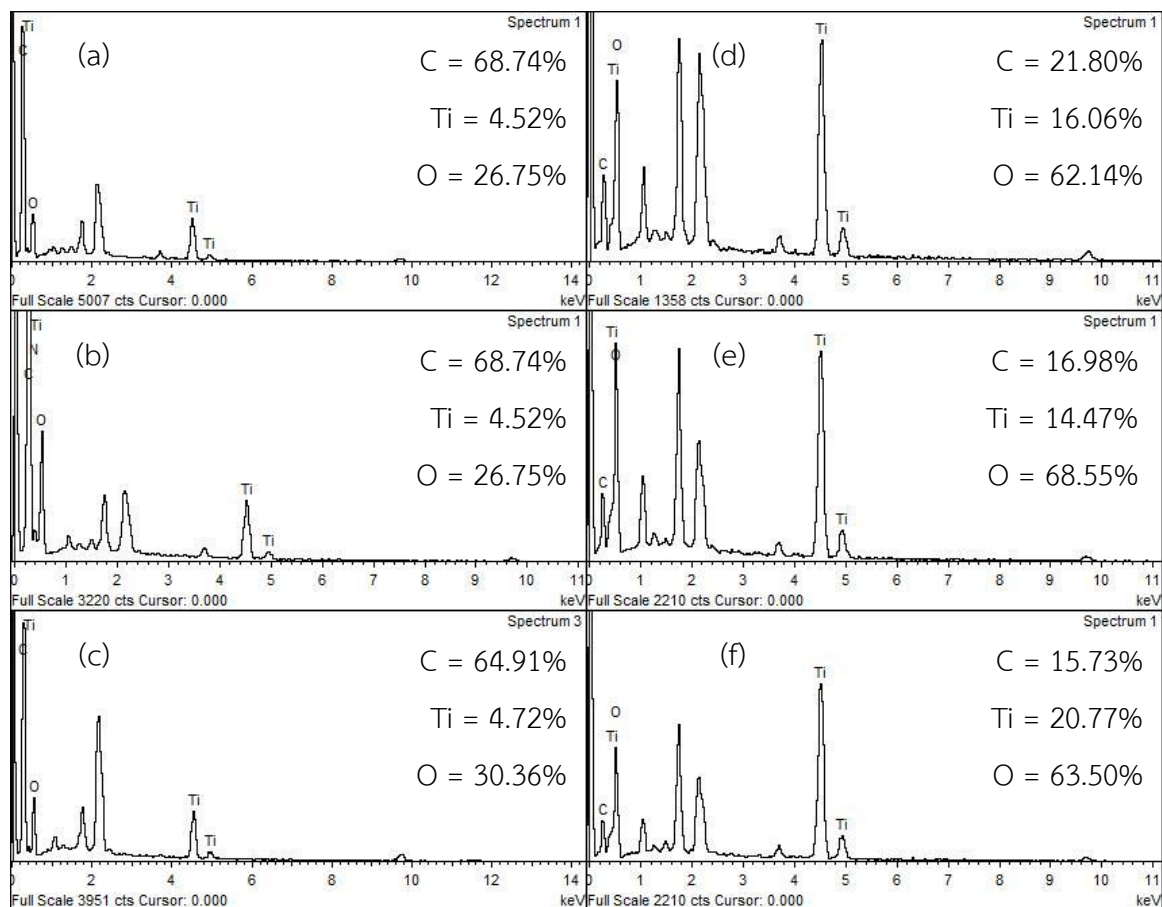 Spectrum 1
(a)
Ti
C
O
Ti
Ti
C = 68.74%
Ti = 4.52%
O = 26.75%
0 2 4 6 8 10 12 14
Full Scale 5007 cts Cursor: 0.000 keV
Spectrum 1
(b)
Ti
N
C
O
Ti
Ti
C = 68.74%
Ti = 4.52%
O = 26.75%
0 1 2 3 4 5 6 7 8 9 10 11
Full Scale 3220 cts Cursor: 0.000 keV
Spectrum 3
(c)
Ti
C
O
Ti
Ti
C = 64.91%
Ti = 4.72%
O = 30.36%
0 2 4 6 8 10 12 14
Full Scale 3951 cts Cursor: 0.000 keV
Spectrum 1
(d)
O
Ti
C
Ti
Ti
C = 21.80%
Ti = 16.06%
O = 62.14%
0 1 2 3 4 5 6 7 8 9 10 11
Full Scale 1358 cts Cursor: 0.000 keV
Spectrum 1
(e)
Ti
O
C
Ti
Ti
C = 16.98%
Ti = 14.47%
O = 68.55%
0 1 2 3 4 5 6 7 8 9 10 11
Full Scale 2210 cts Cursor: 0.000 keV
Spectrum 1
(f)
O
Ti
C
Ti
Ti
C = 15.73%
Ti = 20.77%
O = 63.50%
0 1 2 3 4 5 6 7 8 9 10 11
Full Scale 2210 cts Cursor: 0.000 keV